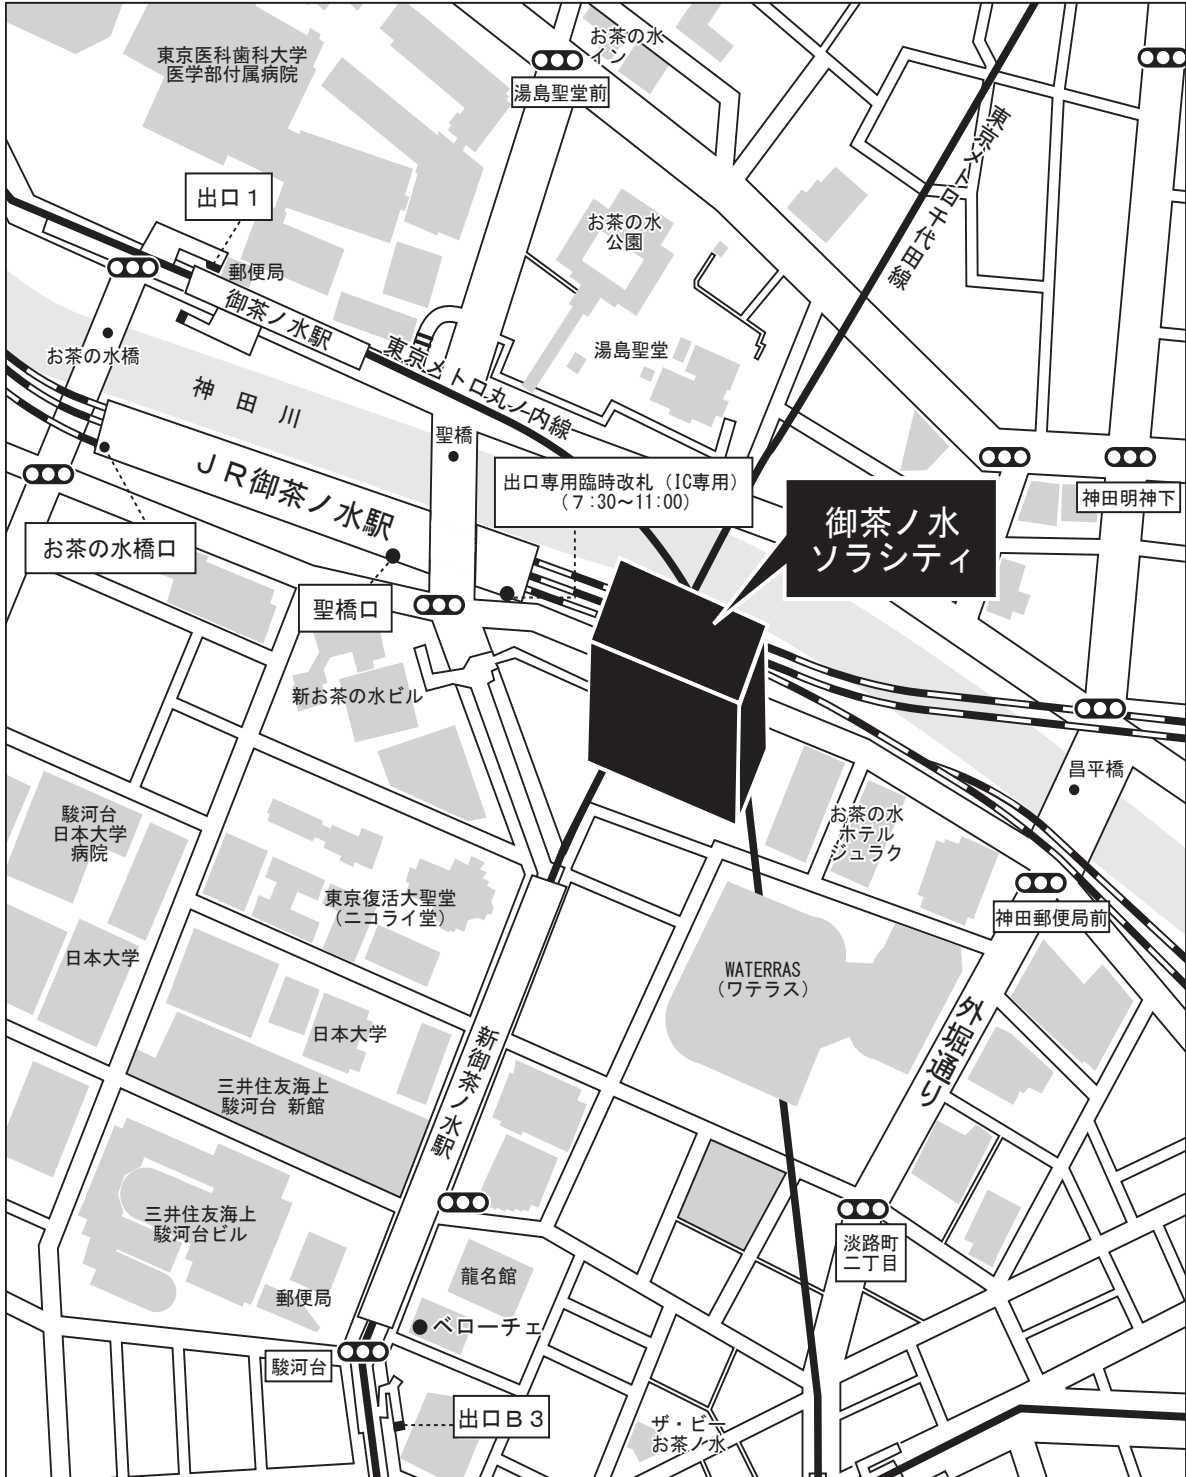 東京医科歯科大学
医学部付属病院
お茶の水
イン
湯島聖堂前
東京メトロ千代田線
出口1
お茶の水
公園
郵便局
御茶ノ水駅
お茶の水橋
湯島聖堂
東京メトロ丸ノ内線
神田川
聖橋
JR御茶ノ水駅
出口専用臨時改札（IC専用）
（7:30～11:00）
神田明神下
御茶ノ水
ソラシティ
お茶の水橋口
聖橋口
新お茶の水ビル
昌平橋
駿河台
日本大学
病院
お茶の水
ホテル
ジュラク
東京復活大聖堂
（ニコライ堂）
神田郵便局前
日本大学
WATERRAS
（ワテラス）
外堀通り
日本大学
新御茶ノ水駅
三井住友海上
駿河台 新館
三井住友海上
駿河台ビル
淡路町
二丁目
龍名館
郵便局
ベローチェ
駿河台
出口B3
ザ・ビー
お茶ノ水